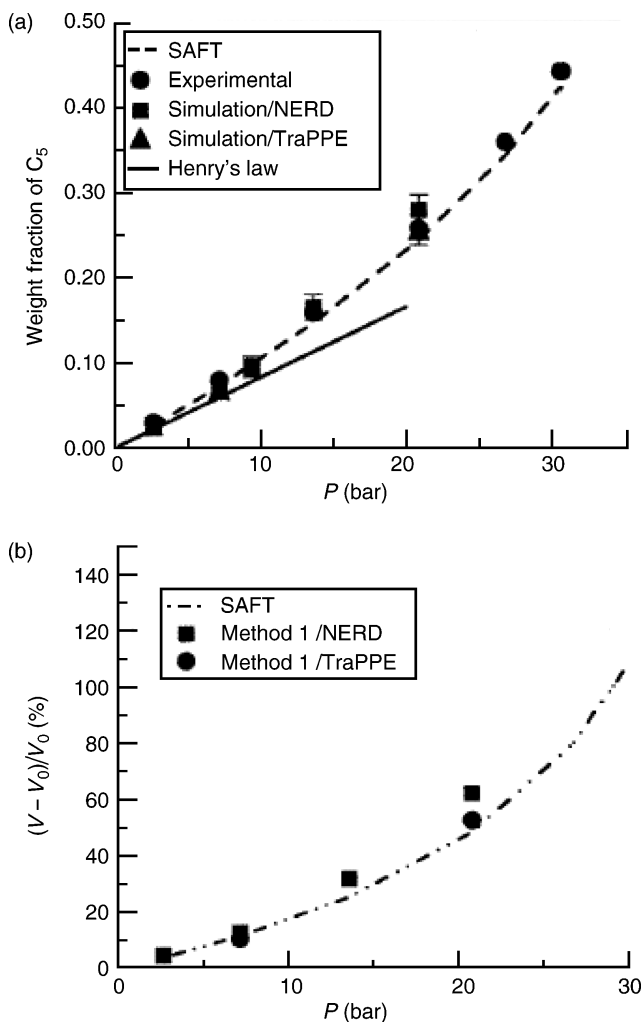 (a)
0.50
0.40
0.30
0.20
0.10
0.00
Weight fraction of C₅
SAFT
Experimental
Simulation/NERD
Simulation/TraPPE
Henry's law
0 10 20 30
P (bar)
(b)
140
120
100
80
60
40
20
0
(V – V₀)/V₀ (%)
SAFT
Method 1 /NERD
Method 1 /TraPPE
0 10 20 30
P (bar)